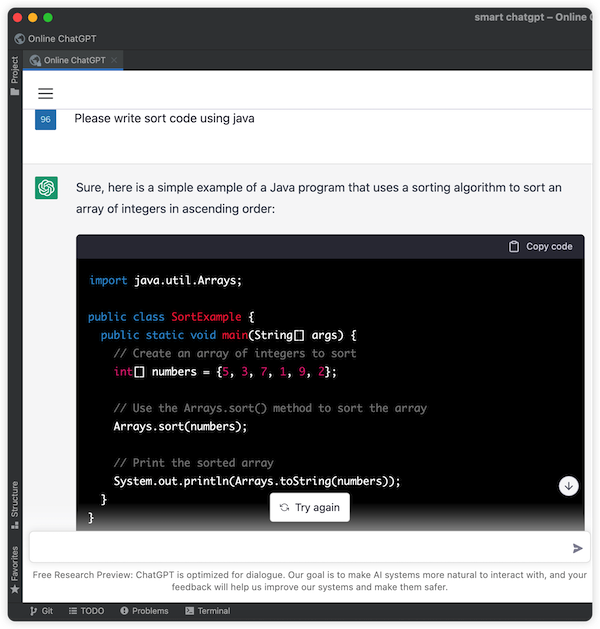 smart chatgpt – Online
Online ChatGPT
Online ChatGPT ×
Project
96
Please write sort code using java
Sure, here is a simple example of a Java program that uses a sorting algorithm to sort an
array of integers in ascending order:
Copy code
import java.util.Arrays;
public class SortExample {
public static void main(String[] args) {
// Create an array of integers to sort
int[] numbers = {5, 3, 7, 1, 9, 2};
// Use the Arrays.sort() method to sort the array
Arrays.sort(numbers);
// Print the sorted array
System.out.println(Arrays.toString(numbers));
}
}
Try again
Structure
Favorites
Free Research Preview: ChatGPT is optimized for dialogue. Our goal is to make AI systems more natural to interact with, and your
feedback will help us improve our systems and make them safer.
Git TODO Problems Terminal